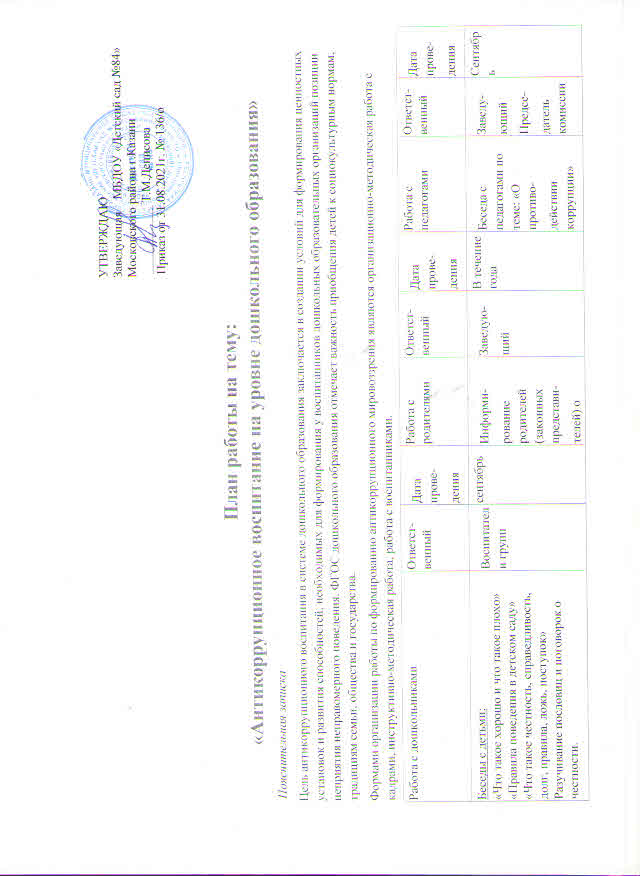 УТВЕРЖДАЮ
Заведующая МБДОУ «Детский сад №84»
Московского района г.Казани
Т.М.Денисова
Приказ от 31.08.2021г. № 136/о
План работы на тему:
«Антикоррупционное воспитание на уровне дошкольного образования»
Пояснительная записка
Цель антикоррупционного воспитания в системе дошкольного образования заключается в создании условий для формирования ценностных
установок и развития способностей, необходимых для формирования у воспитанников дошкольных образовательных организаций позиции
неприятия неправомерного поведения. ФГОС дошкольного образования отмечает важность приобщения детей к социокультурным нормам,
традициям семьи, общества и государства.
Формами организации работы по формированию антикоррупционного мировоззрения являются организационно-методическая работа с
кадрами, инструктивно-методическая работа, работа с воспитанниками.
Работа с дошкольниками
Ответст-
венный
Дата
прове-
дения
Работа с
родителями
Ответст-
венный
Дата
прове-
дения
Работа с
педагогами
Ответст-
венный
Дата
прове-
дения
Беседы с детьми:
«Что такое хорошо и что такое плохо»
«Правила поведения в детском саду»
«Что такое честность, справедливость,
долг, правила, ложь, поступок»
Разучивание пословиц и поговорок о
честности.
Воспитател
и групп
сентябрь
Информи-
рование
родителей
(законных
представи-
телей) о
Заведую-
щий
В течение
года
Беседа с
педагогами по
теме: «О
противо-
действии
коррупции»
Заведу-
ющий
Предсе-
датель
комиссии
Сентябр
ь